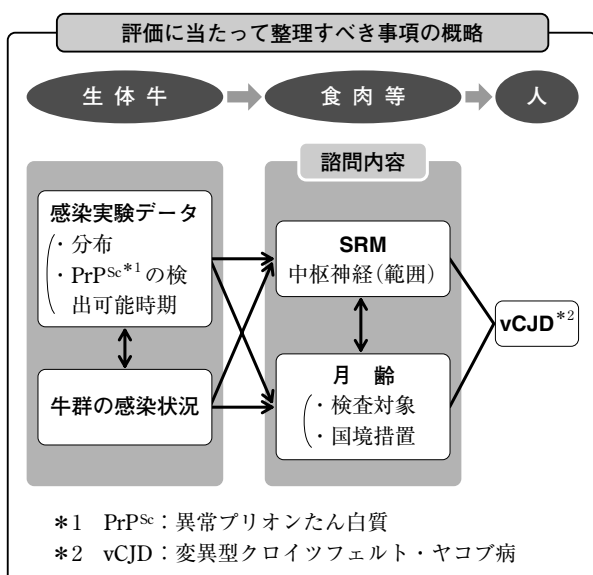 評価に当たって整理すべき事項の概略
生体牛
食肉等
人
諮問内容
感染実験データ
・分布
・PrPSc*1の検
出可能時期
牛群の感染状況
SRM
中枢神経(範囲)
月 齢
・検査対象
・国境措置
vCJD*2
*1 PrPSc:異常プリオンたん白質
*2 vCJD:変異型クロイツフェルト・ヤコブ病